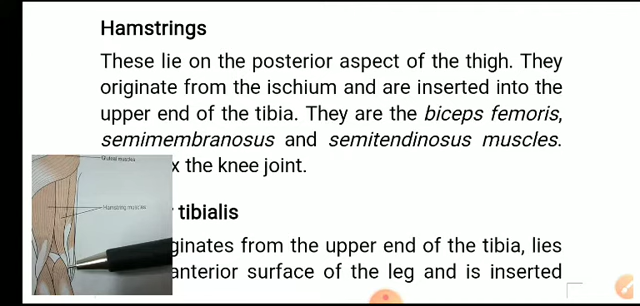 Hamstrings
These lie on the posterior aspect of the thigh. They
originate from the ischium and are inserted into the
upper end of the tibia. They are the biceps femoris,
semimembranosus and semitendinosus muscles.
x the knee joint.
Gluteal muscles
Hamstring muscles
tibialis
ginates from the upper end of the tibia, lies
anterior surface of the leg and is inserted